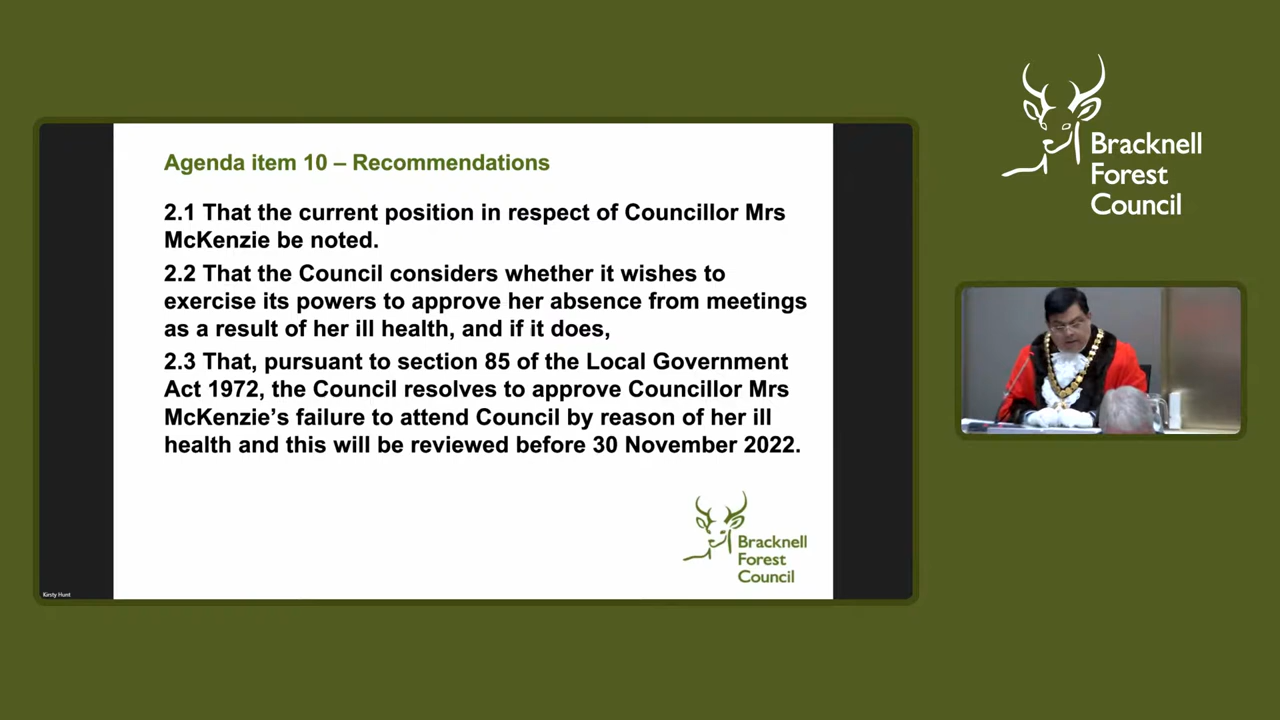 Agenda item 10 – Recommendations
2.1 That the current position in respect of Councillor Mrs
McKenzie be noted.
2.2 That the Council considers whether it wishes to
exercise its powers to approve her absence from meetings
as a result of her ill health, and if it does,
2.3 That, pursuant to section 85 of the Local Government
Act 1972, the Council resolves to approve Councillor Mrs
McKenzie’s failure to attend Council by reason of her ill
health and this will be reviewed before 30 November 2022.
Bracknell
Forest
Council
Kirsty Hunt
Bracknell
Forest
Council